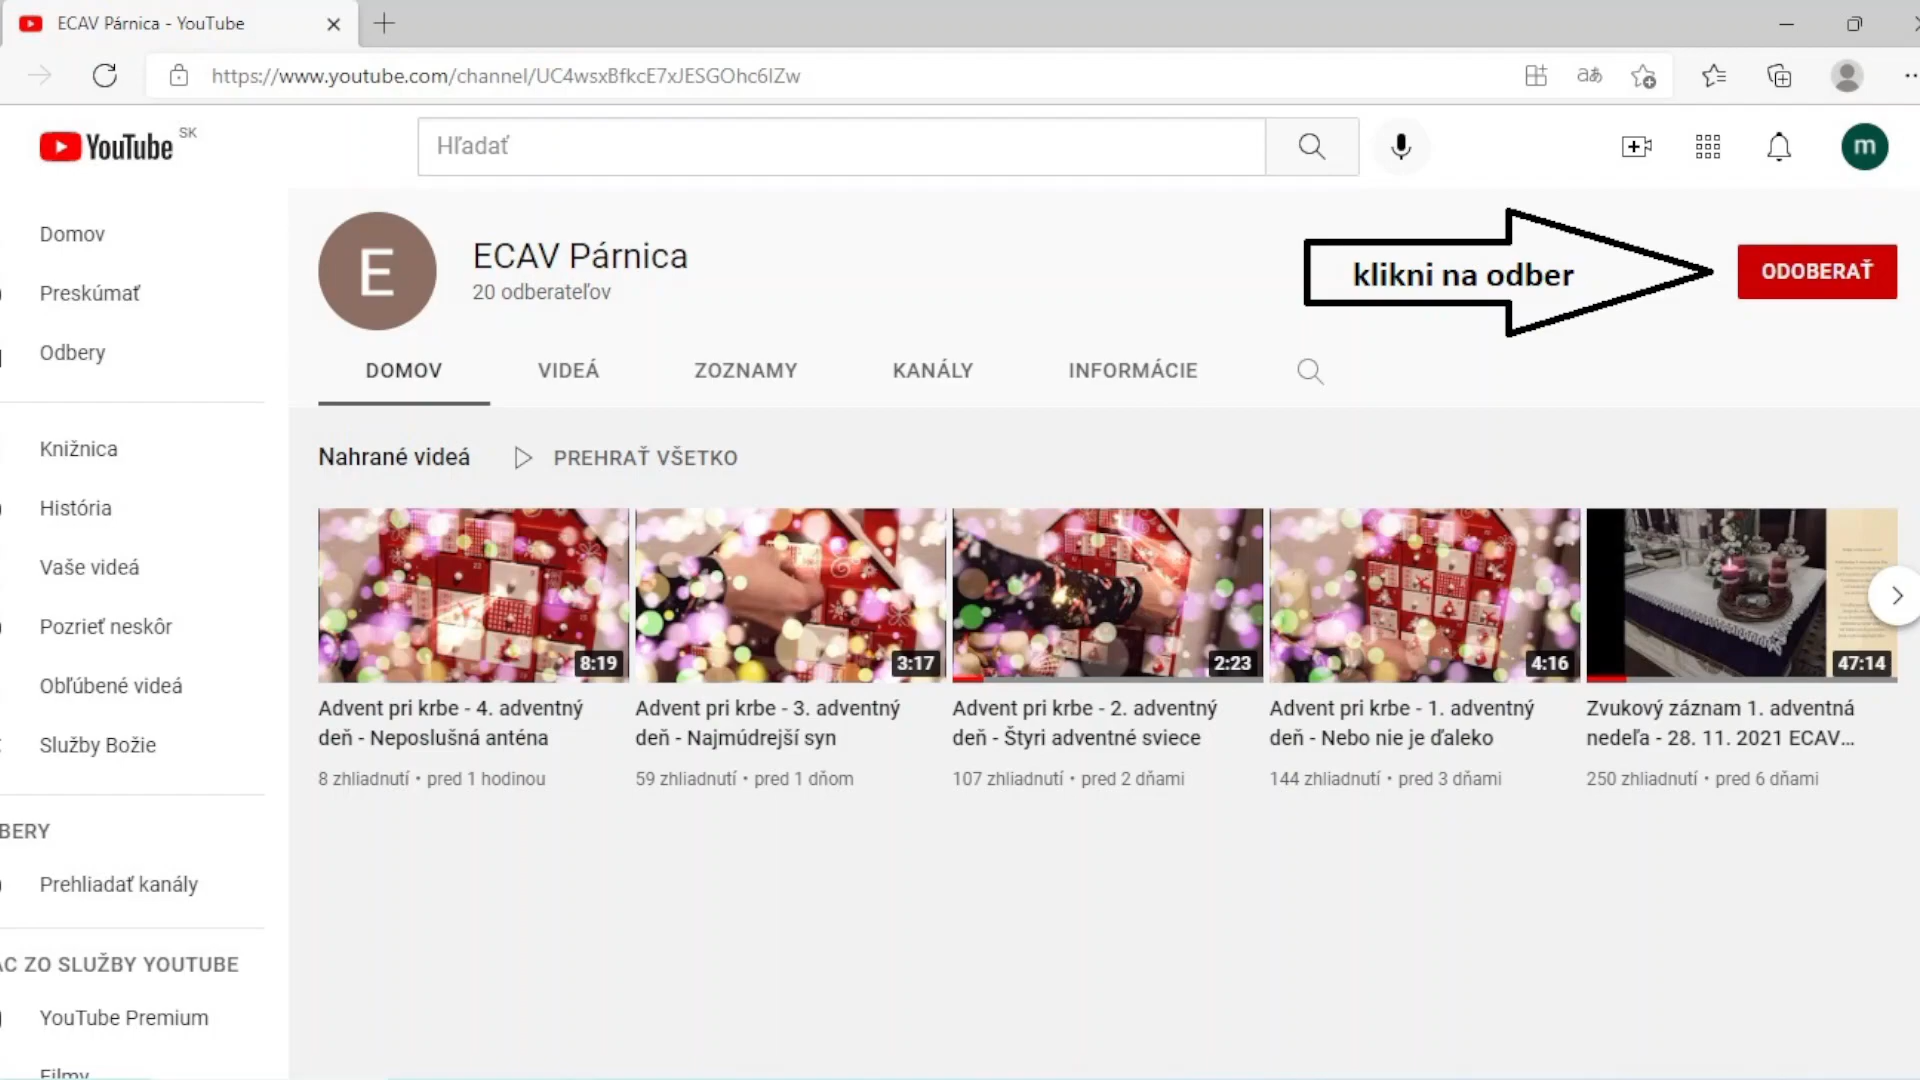 ECAV Párnica - YouTube
https://www.youtube.com/channel/UC4wsxBfkcE7xJESGOhc6IZw
YouTube SK
Hľadať
m
Domov
Preskúmať
Odbery
Knižnica
História
Vaše videá
Pozrieť neskôr
Obľúbené videá
Služby Božie
BERY
Prehliadať kanály
AC ZO SLUŽBY YOUTUBE
YouTube Premium
Filmy
E
ECAV Párnica
20 odberateľov
klikni na odber
ODOBERAŤ
DOMOV VIDEÁ ZOZNAMY KANÁLY INFORMÁCIE
Nahrané videá PREHRAŤ VŠETKO
8:19
Advent pri krbe - 4. adventný
deň - Neposlušná anténa
8 zhliadnutí • pred 1 hodinou
3:17
Advent pri krbe - 3. adventný
deň - Najmúdrejší syn
59 zhliadnutí • pred 1 dňom
2:23
Advent pri krbe - 2. adventný
deň - Štyri adventné sviece
107 zhliadnutí • pred 2 dňami
4:16
Advent pri krbe - 1. adventný
deň - Nebo nie je ďaleko
144 zhliadnutí • pred 3 dňami
47:14
Zvukový záznam 1. adventná
nedeľa - 28. 11. 2021 ECAV...
250 zhliadnutí • pred 6 dňami